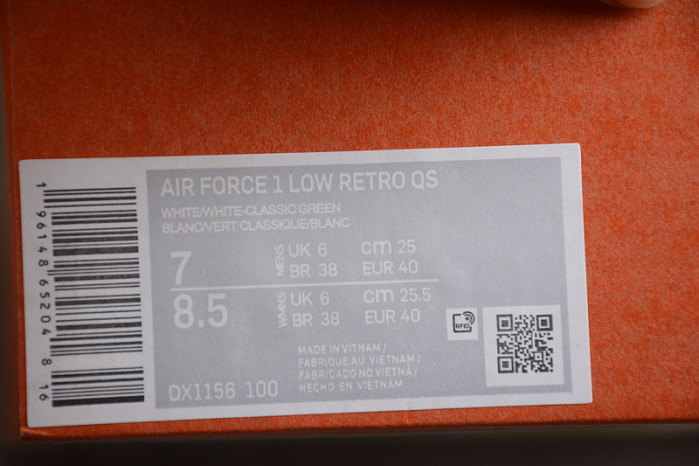 AIR FORCE 1 LOW RETRO QS
WHITE/WHITE-CLASSIC GREEN
BLANC/VERT CLASSIQUE/BLANC
7 MENS UK 6 cm 25
BR 38 EUR 40
8.5 WMNS UK 6 cm 25.5
BR 38 EUR 40
RFID
MADE IN VITNAM /
FABRIQUE AU VIETNAM /
FABRICADO NO VIETNÃ /
HECHO EN VIETNAM
DX1156 100
1 96148 65204 8 16